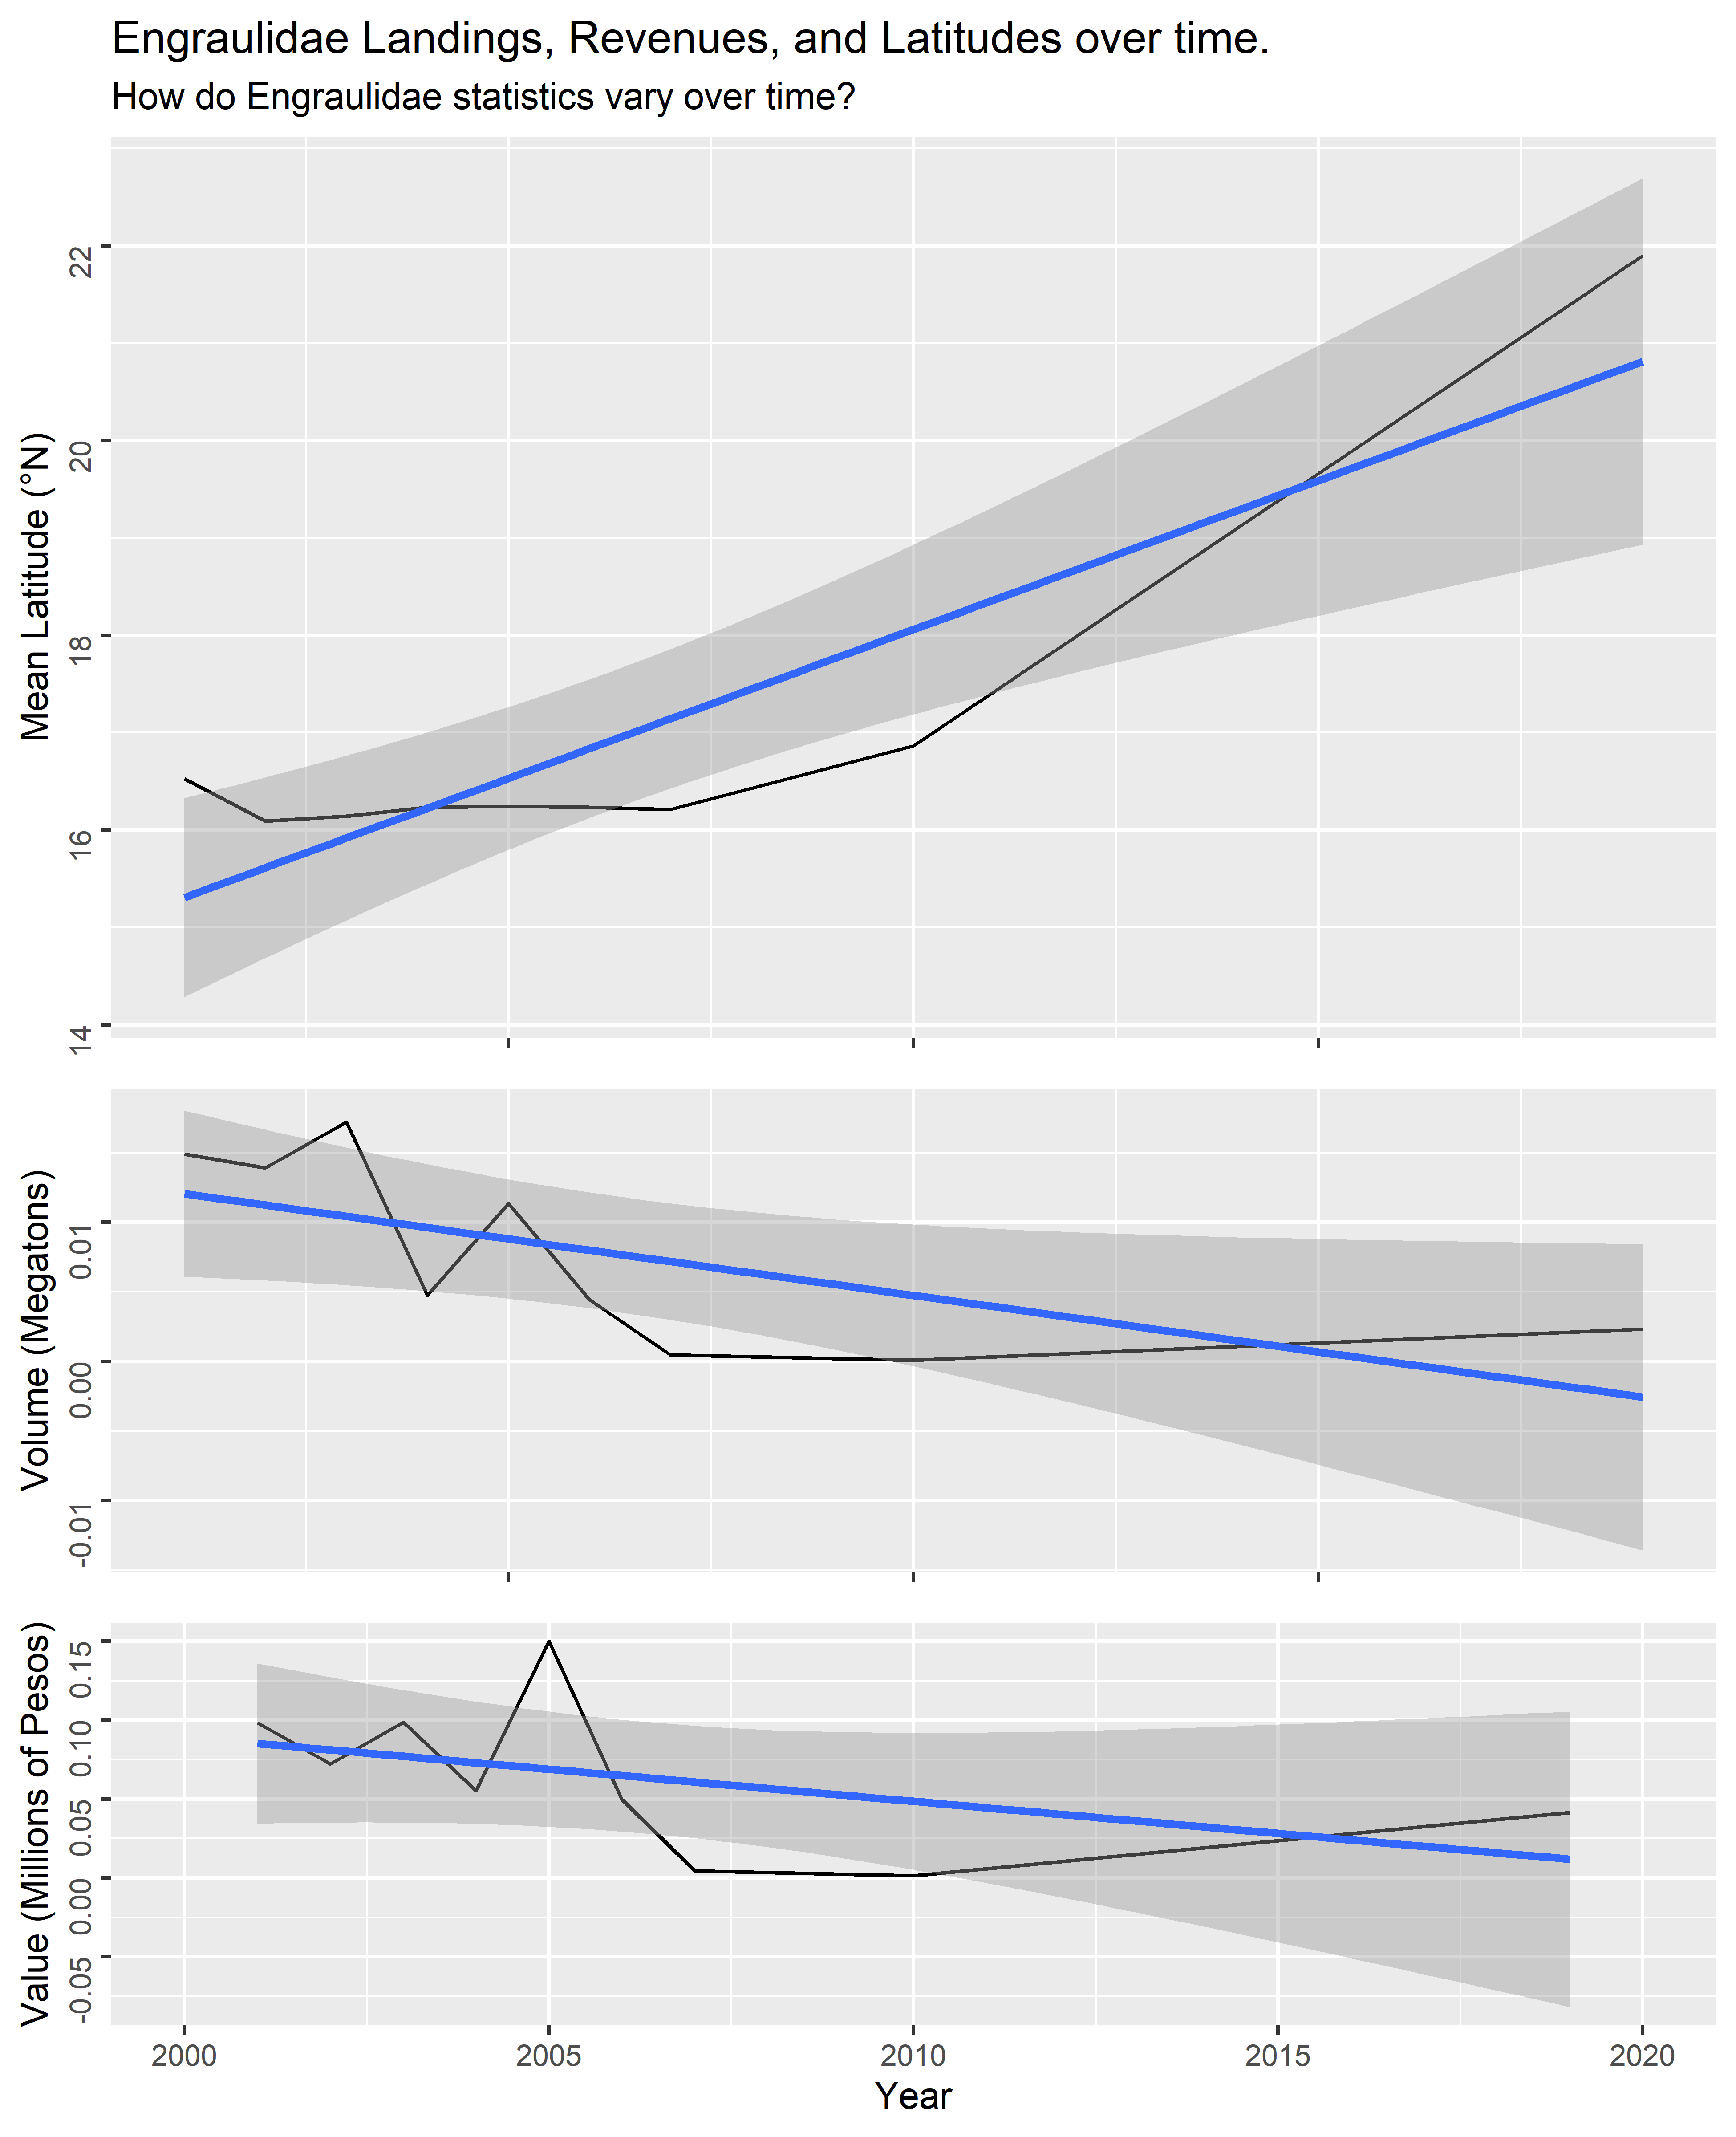 Engraulidae Landings, Revenues, and Latitudes over time.
How do Engraulidae statistics vary over time?
Mean Latitude (°N)
22
20
18
16
14
Volume (Megatons)
0.01
0.00
-0.01
Value (Millions of Pesos)
0.15
0.10
0.05
0.00
-0.05
2000 2005 2010 2015 2020
Year